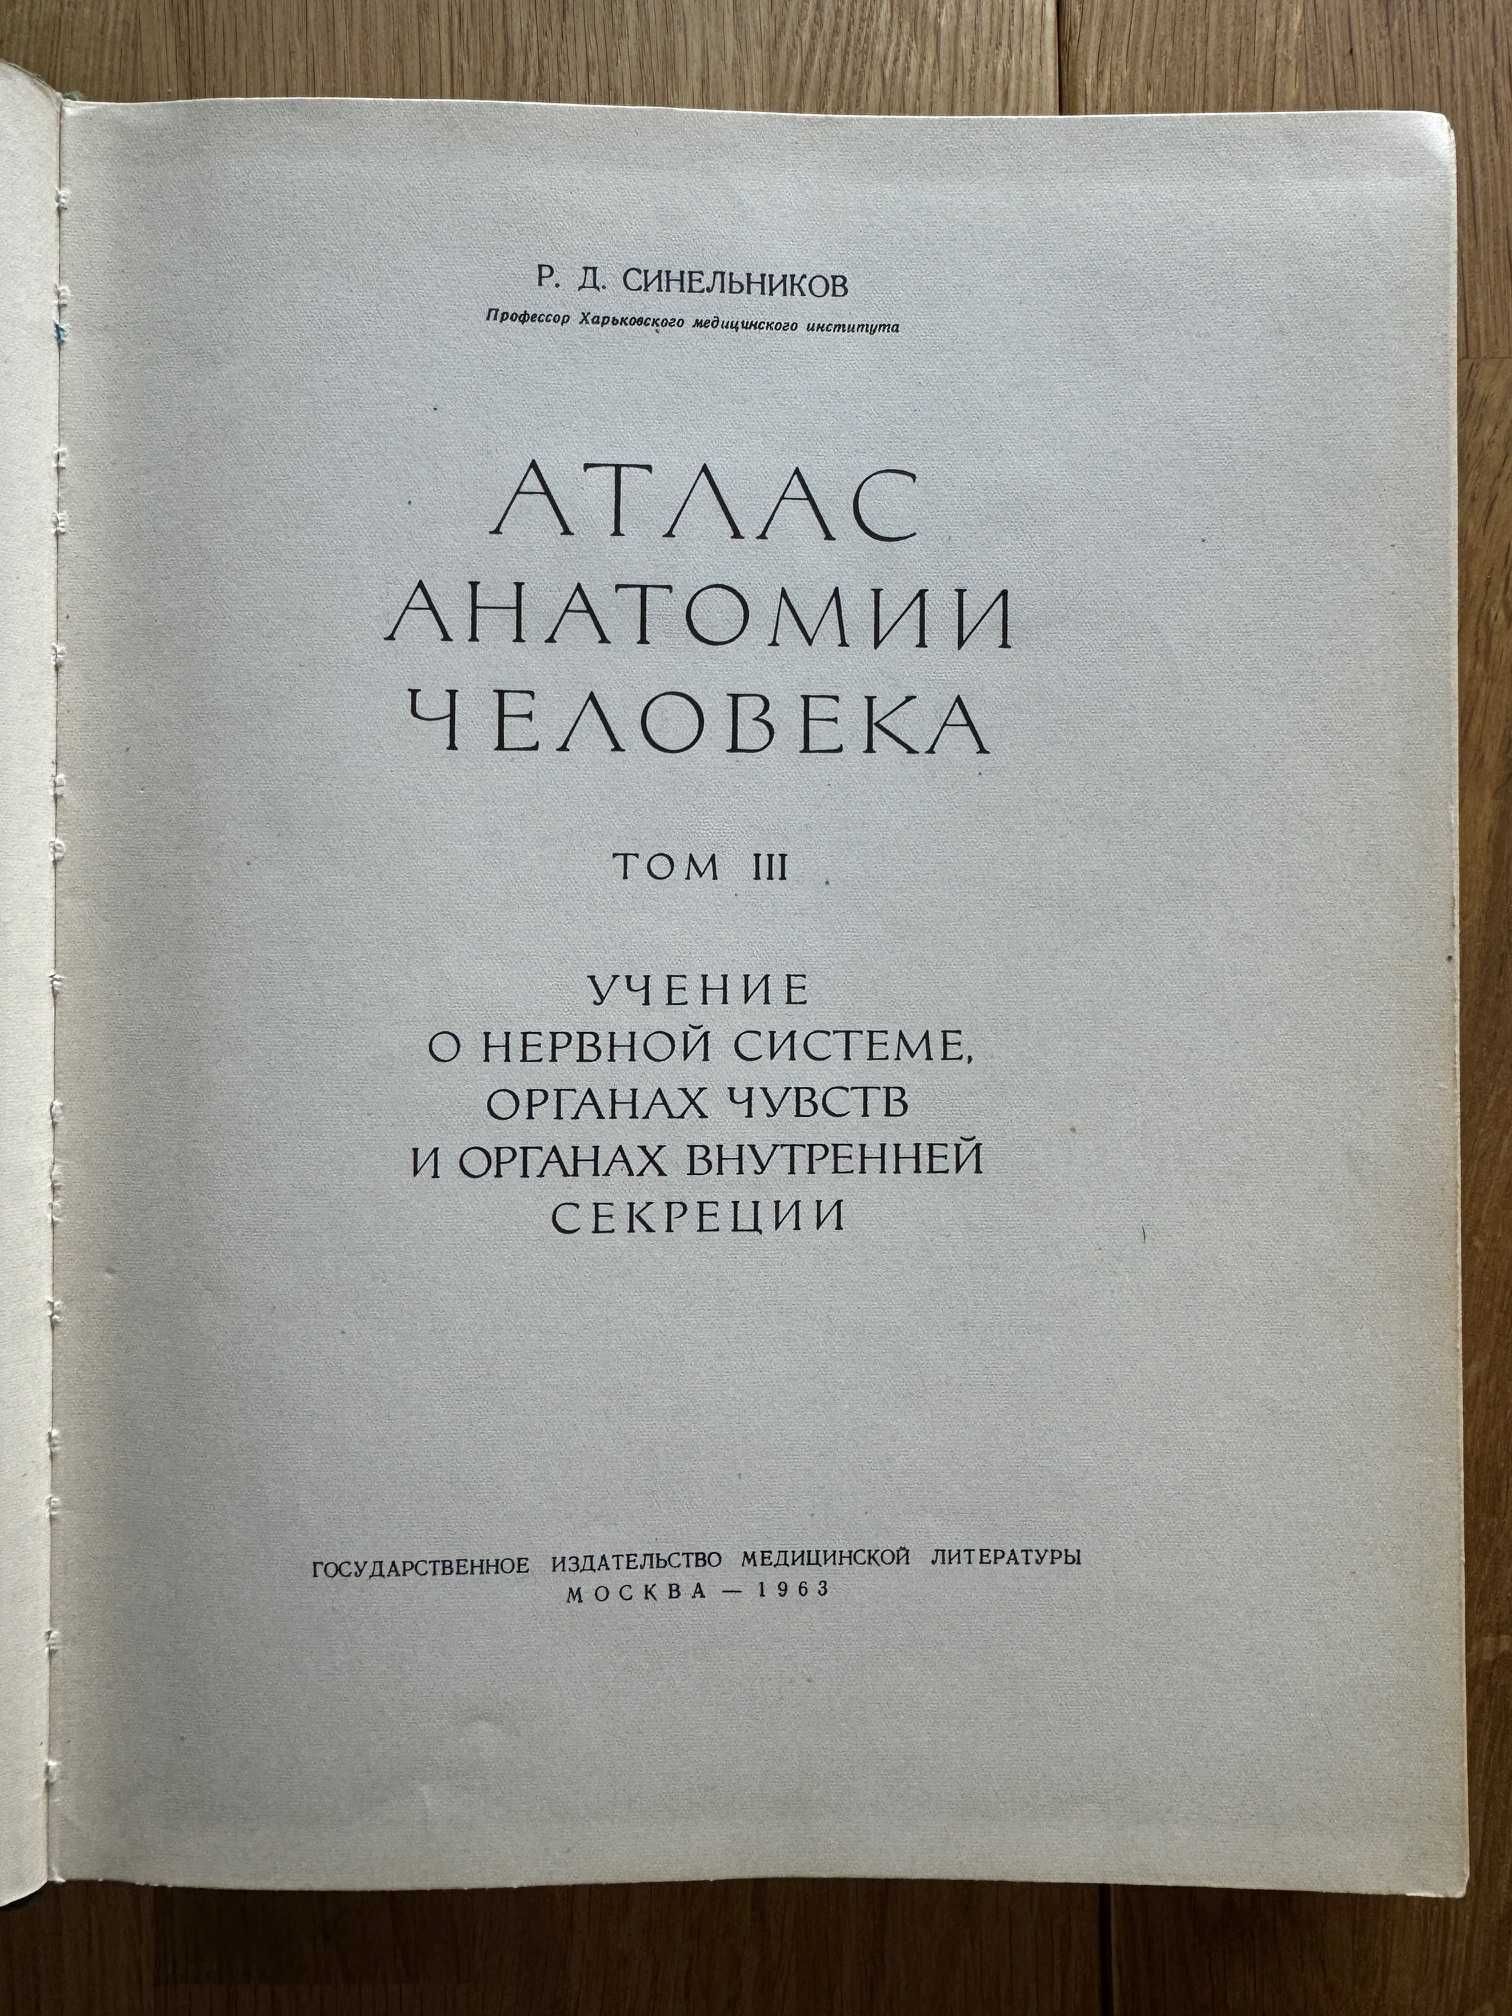 Р. Д. СИНЕЛЬНИКОВ
Профессор Харьковского медицинского института
АТЛАС
АНАТОМИИ
ЧЕЛОВЕКА
ТОМ III
УЧЕНИЕ
О НЕРВНОЙ СИСТЕМЕ,
ОРГАНАХ ЧУВСТВ
И ОРГАНАХ ВНУТРЕННЕЙ
СЕКРЕЦИИ
ГОСУДАРСТВЕННОЕ ИЗДАТЕЛЬСТВО МЕДИЦИНСКОЙ ЛИТЕРАТУРЫ
МОСКВА — 1963